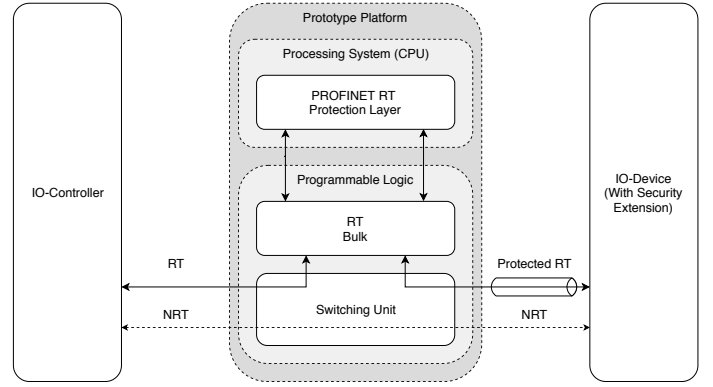 Prototype Platform
Processing System (CPU)
PROFINET RT
Protection Layer
Programmable Logic
IO-Controller
IO-Device
(With Security
Extension)
RT
Bulk
RT
Protected RT
Switching Unit
NRT
NRT